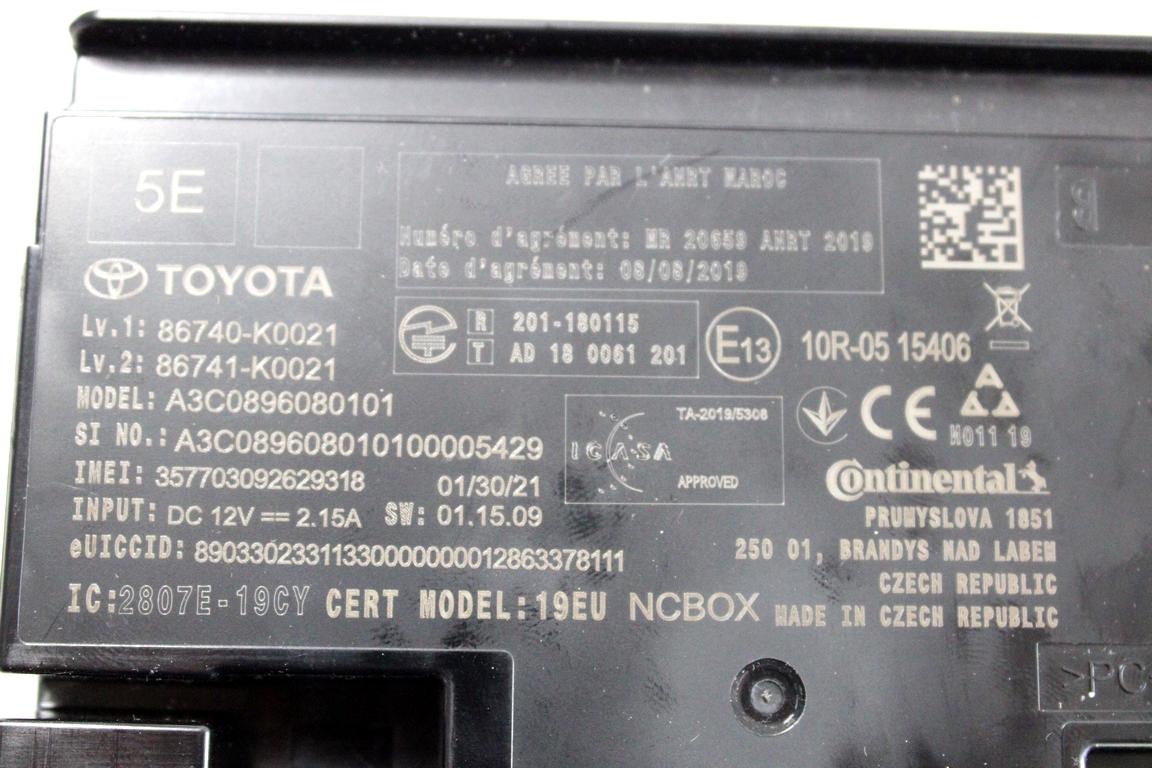 5E
AGREE PAR L'ANRT MAROC
Numéro d'agrément: MR 20659 ANRT 2019
Date d'agrément: 08/08/2019
TOYOTA
Lv.1: 86740-K0021
Lv.2: 86741-K0021
R 201-180115
T AD 18 0061 201
E13
10R-05 15406
MODEL: A3C0896080101
SI NO.: A3C089608010100005429
IMEI: 357703092629318
01/30/21
INPUT: DC 12V 2.15A SW: 01.15.09
eUICCID:
IC:2807E-19CY CERT MODEL:19EU NCBOX
TA-2019/5308
ICASA
APPROVED
CE
M011 19
Continental
PRUMYSLOVA 1851
250 01, BRANDYS NAD LABEM
CZECH REPUBLIC
MADE IN CZECH REPUBLIC